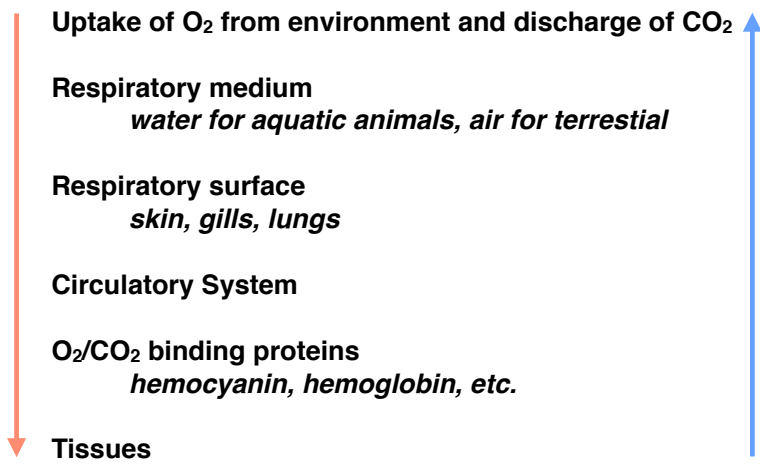 Uptake of O₂ from environment and discharge of CO₂
Respiratory medium
water for aquatic animals, air for terrestial
Respiratory surface
skin, gills, lungs
Circulatory System
O₂/CO₂ binding proteins
hemocyanin, hemoglobin, etc.
Tissues